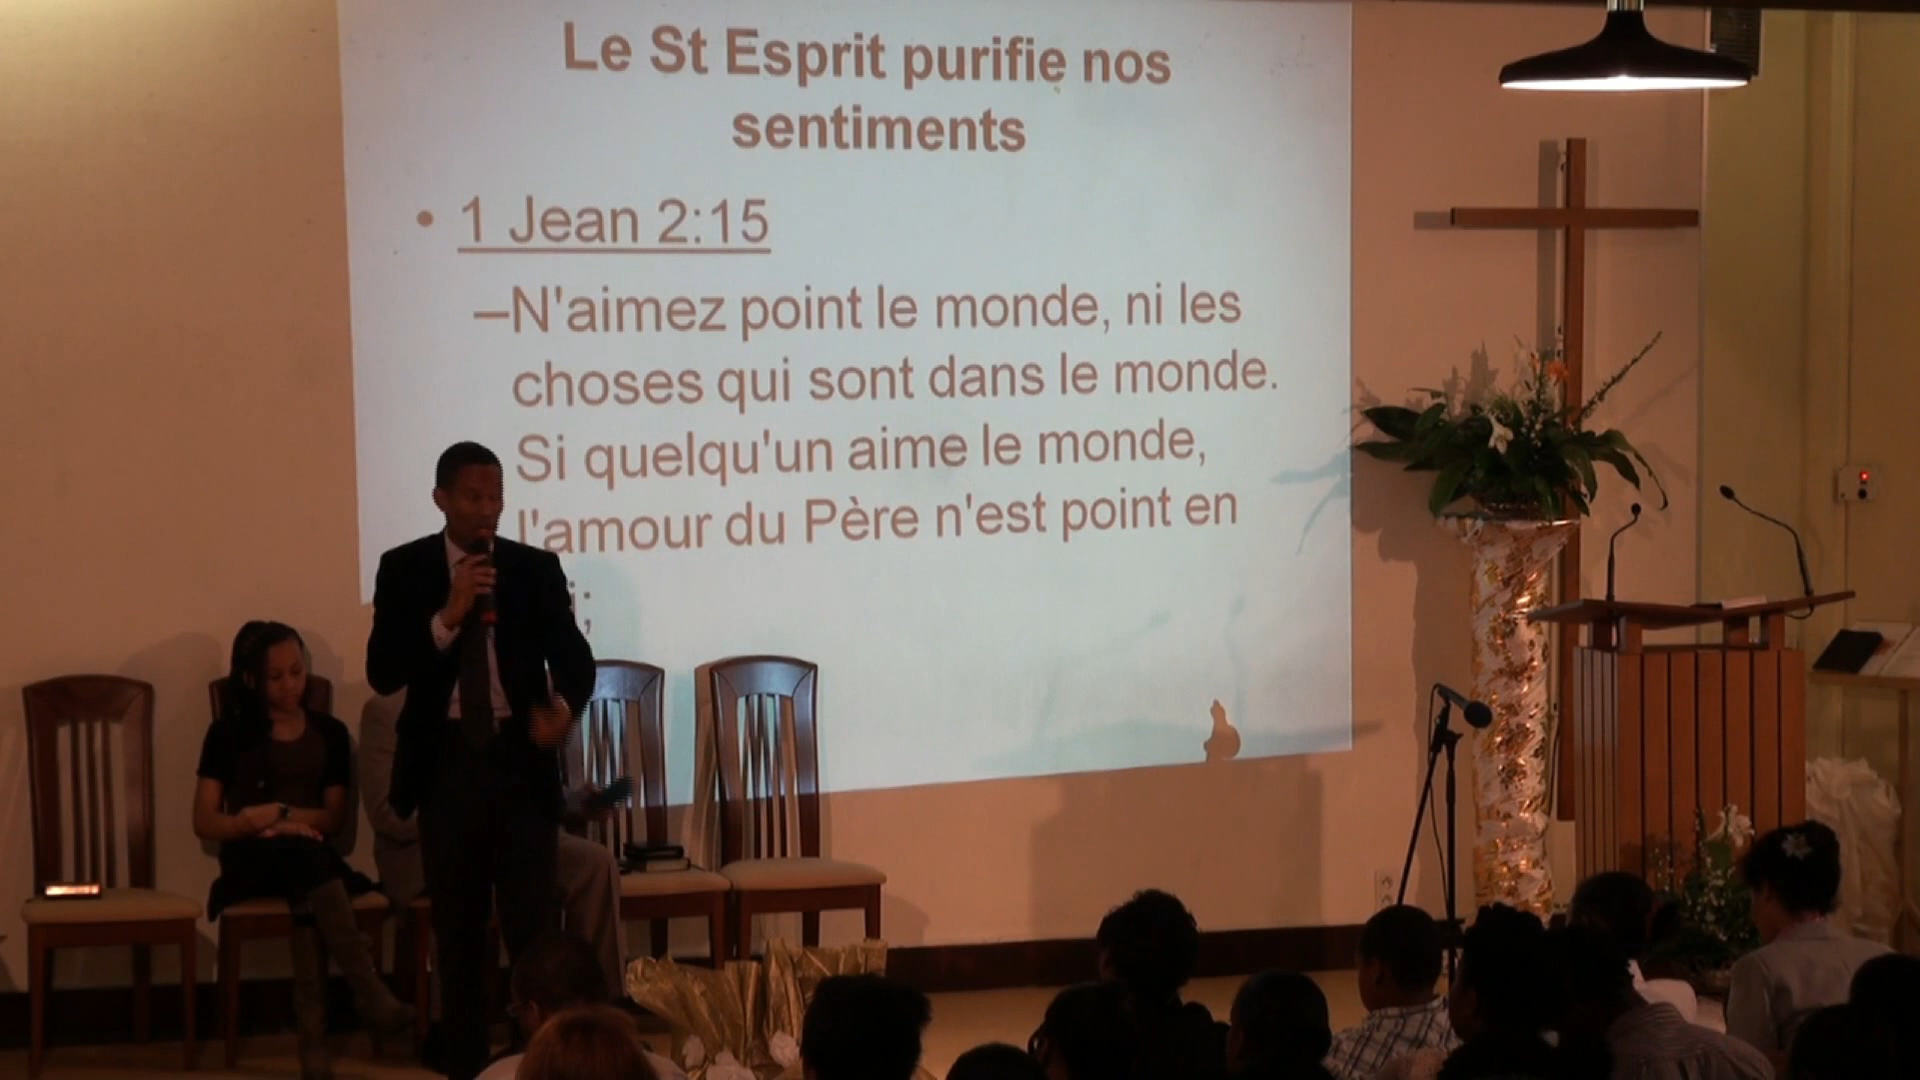 Le St Esprit purifie nos
sentiments
• 1 Jean 2:15
–N'aimez point le monde, ni les
choses qui sont dans le monde.
Si quelqu'un aime le monde,
l'amour du Père n'est point en